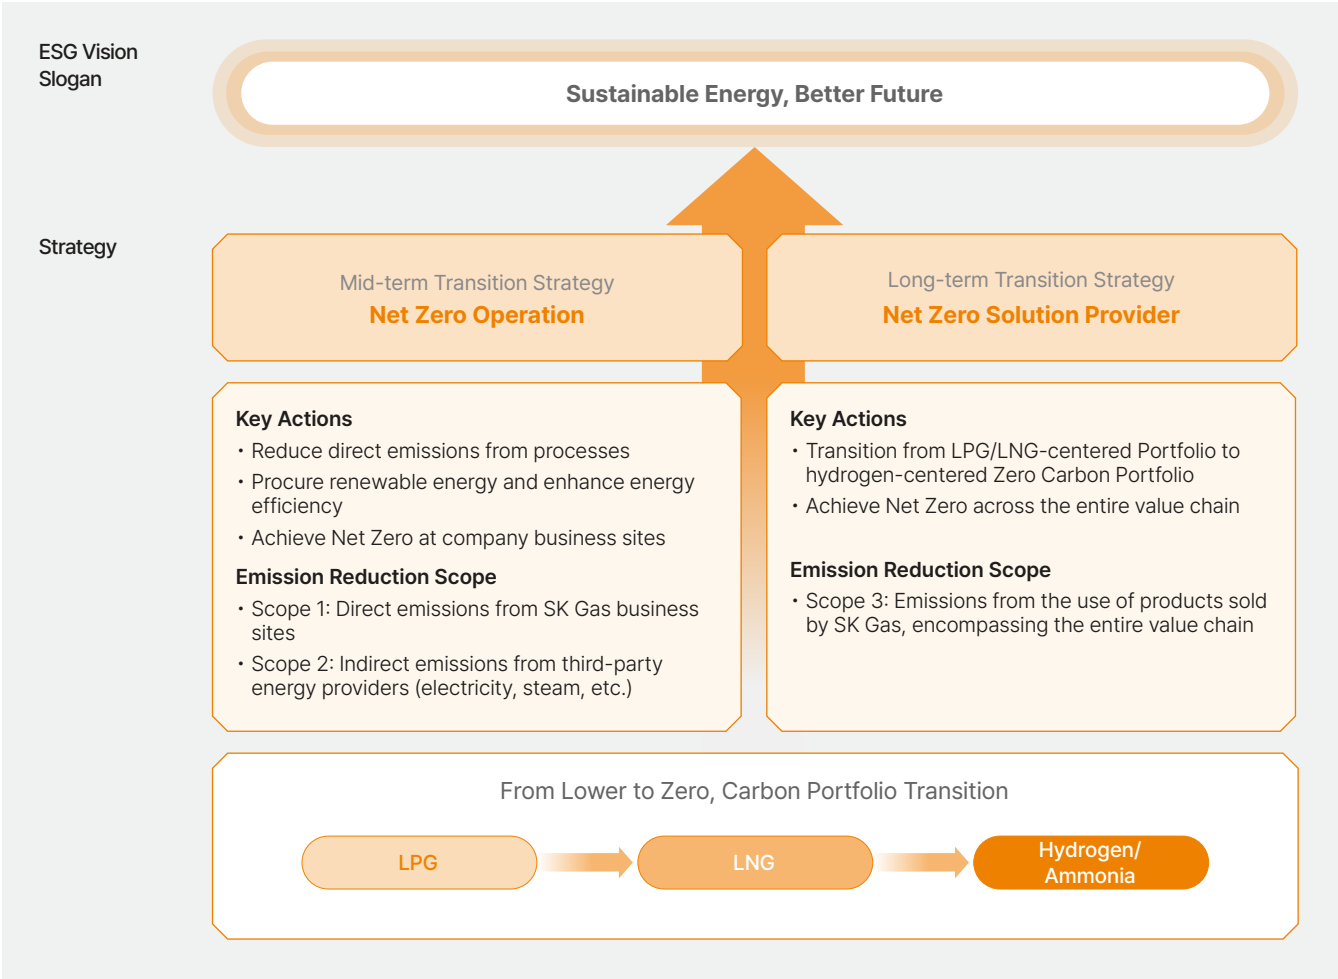 ESG Vision
Slogan
Sustainable Energy, Better Future
Strategy
Mid-term Transition Strategy
Net Zero Operation
Long-term Transition Strategy
Net Zero Solution Provider
Key Actions
• Reduce direct emissions from processes
• Procure renewable energy and enhance energy
efficiency
• Achieve Net Zero at company business sites
Emission Reduction Scope
• Scope 1: Direct emissions from SK Gas business
sites
• Scope 2: Indirect emissions from third-party
energy providers (electricity, steam, etc.)
Key Actions
• Transition from LPG/LNG-centered Portfolio to
hydrogen-centered Zero Carbon Portfolio
• Achieve Net Zero across the entire value chain
Emission Reduction Scope
• Scope 3: Emissions from the use of products sold
by SK Gas, encompassing the entire value chain
From Lower to Zero, Carbon Portfolio Transition
LPG
LNG
Hydrogen/
Ammonia